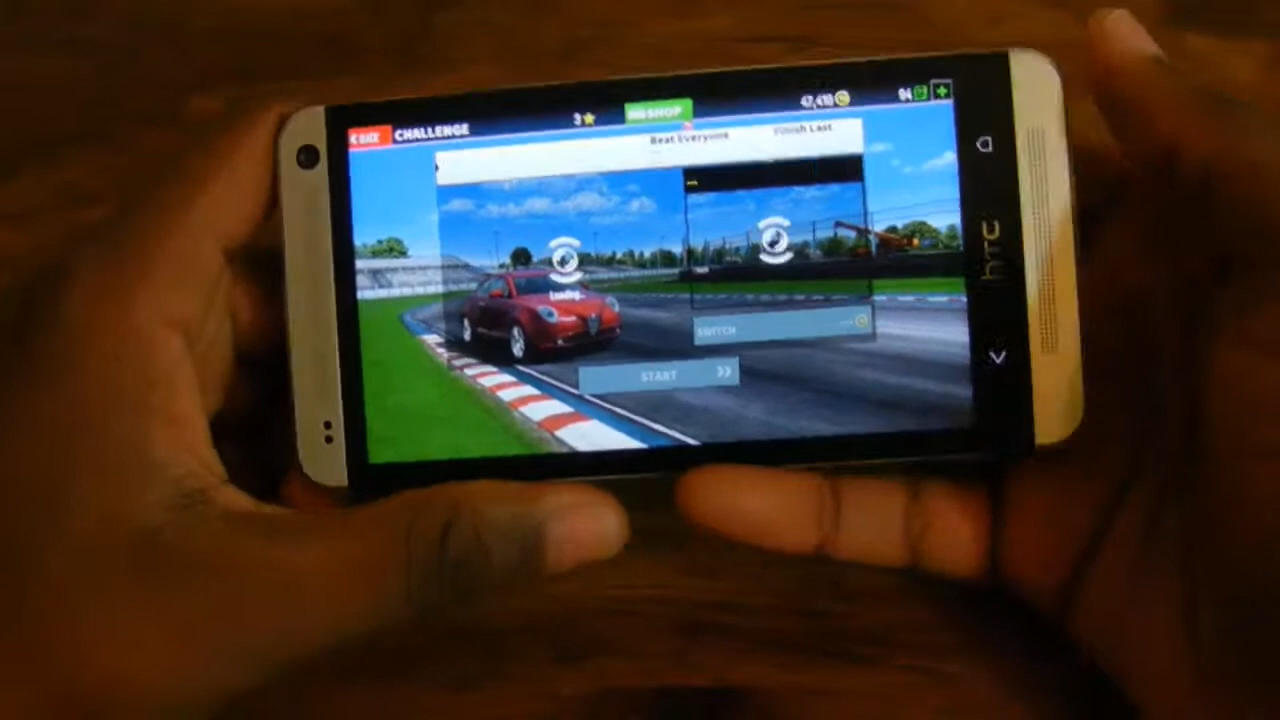 BACK CHALLENGE 3 SHOP 47,410 94 +
Beat Everyone Finish Last
Loading...
SWITCH
START
htc